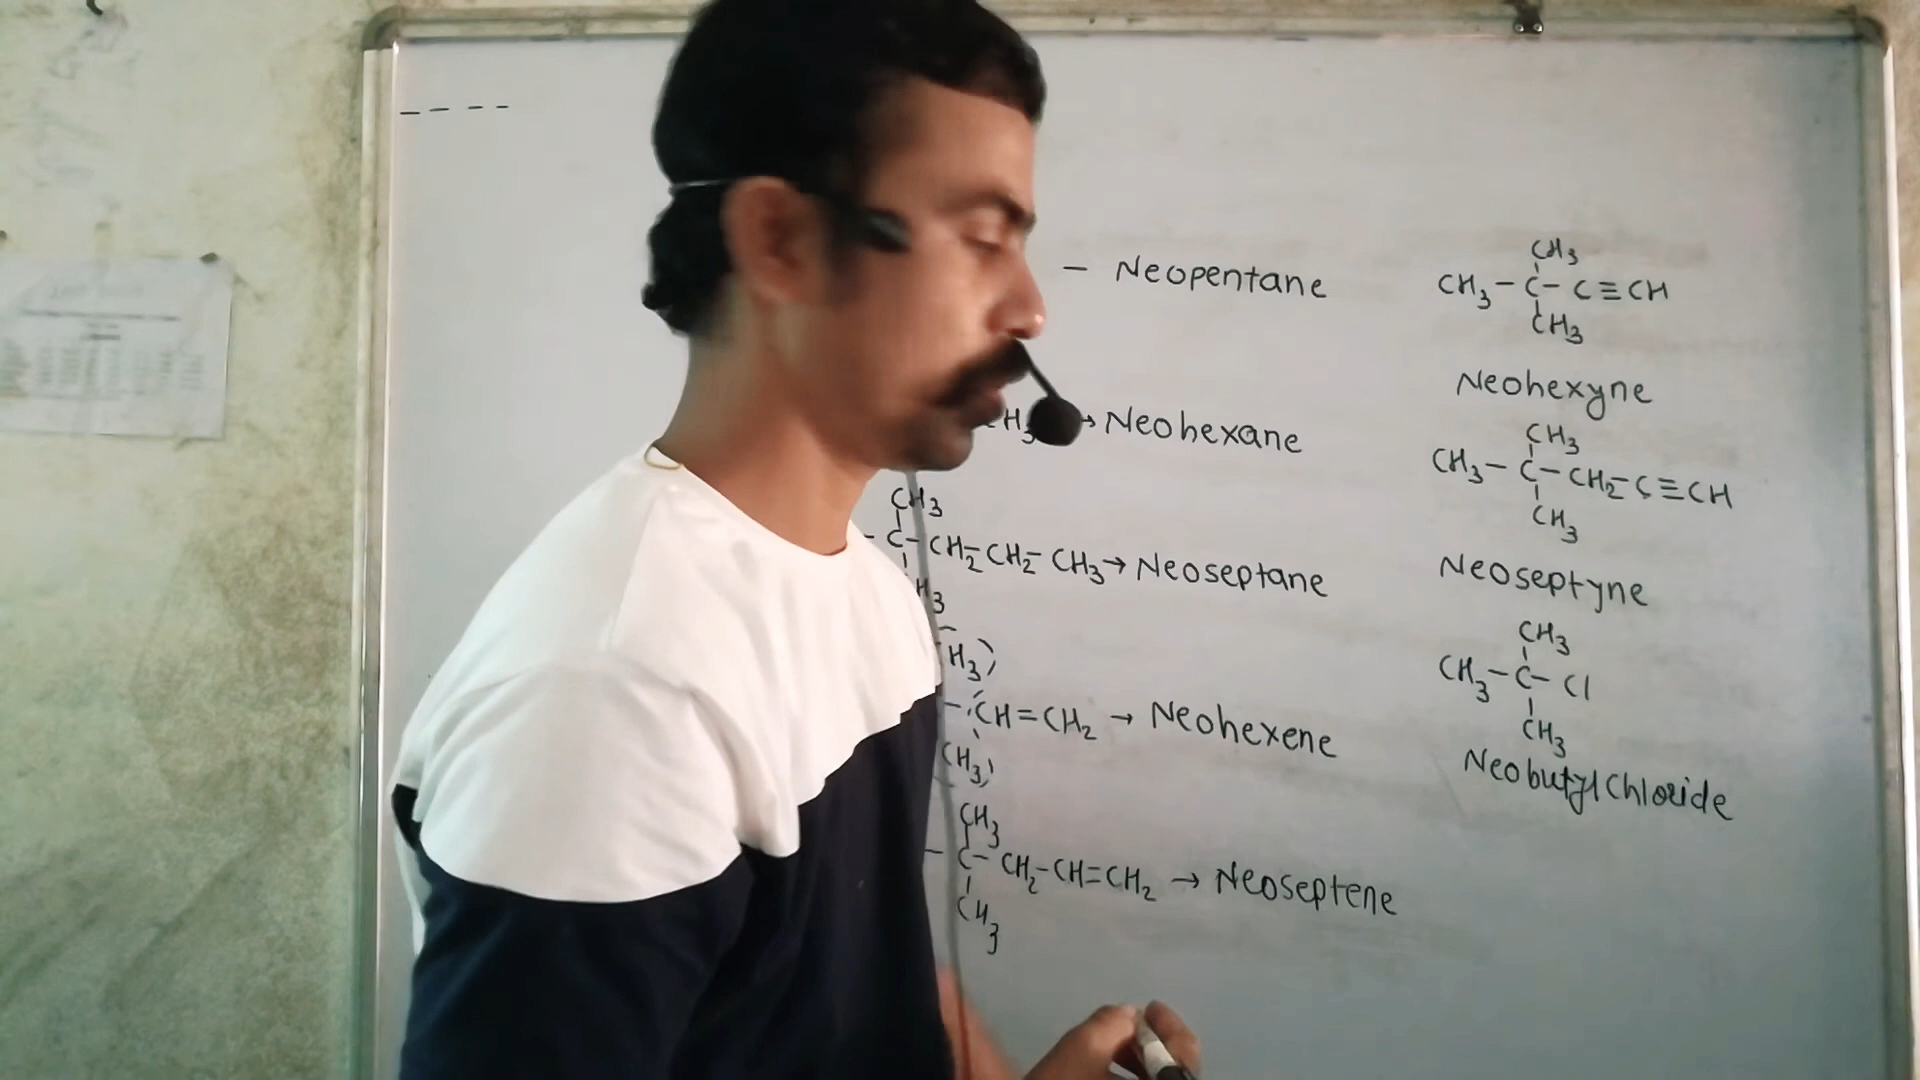 - Neopentane
H3 → Neohexane
CH3
- C - CH2 - CH2 - CH3 → Neoseptane
H3
H3)
- CH = CH2 → Neohexene
(CH3)
CH3
- C - CH2 - CH = CH2 → Neoseptene
CH3
CH3
CH3 - C - C ≡ CH
CH3
Neohexyne
CH3
CH3 - C - CH2 - C ≡ CH
CH3
Neoseptyne
CH3
CH3 - C - Cl
CH3
Neobutyl Chloride